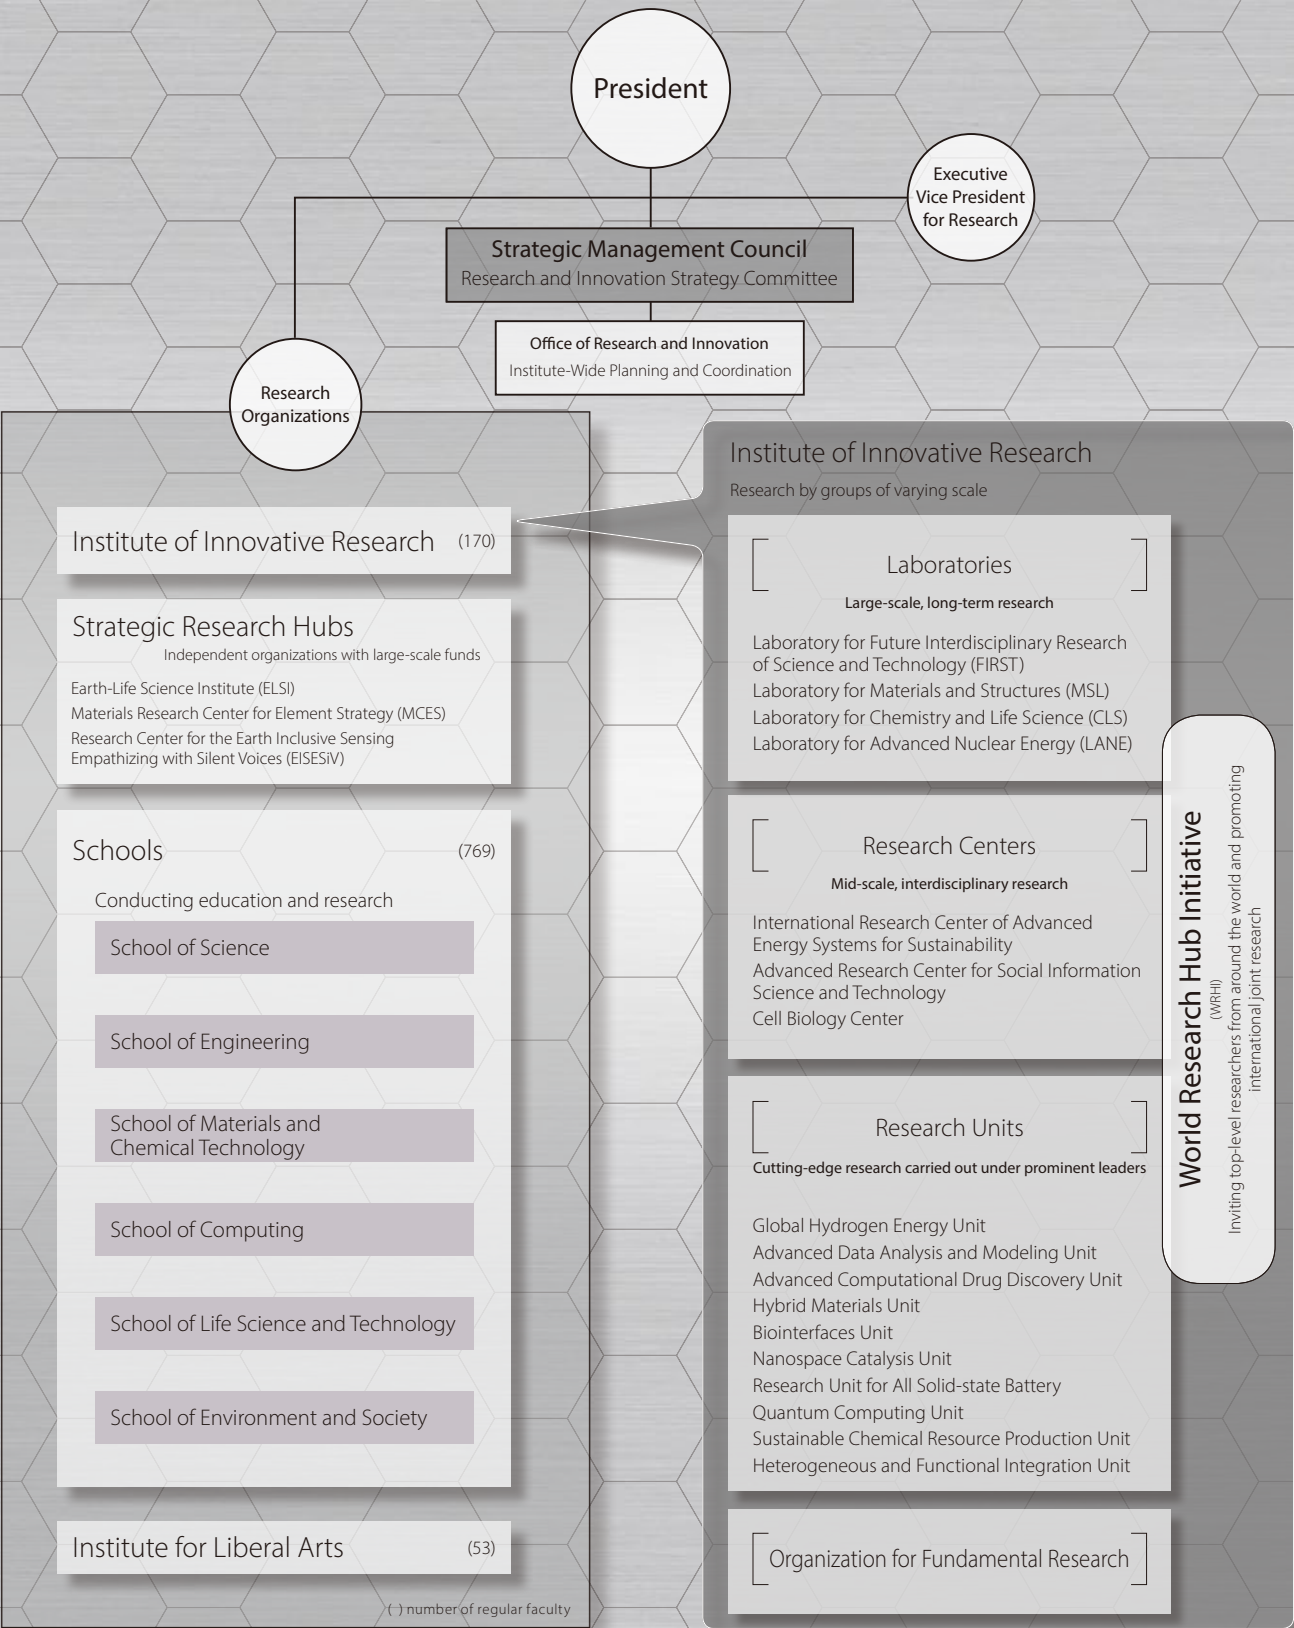 President
Executive
Vice President
for Research
Strategic Management Council
Research and Innovation Strategy Committee
Office of Research and Innovation
Institute-Wide Planning and Coordination
Research
Organizations
Institute of Innovative Research (170)
Strategic Research Hubs
Independent organizations with large-scale funds
Earth-Life Science Institute (ELSI)
Materials Research Center for Element Strategy (MCES)
Research Center for the Earth Inclusive Sensing
Empathizing with Silent Voices (EISESiV)
Schools (769)
Conducting education and research
School of Science
School of Engineering
School of Materials and
Chemical Technology
School of Computing
School of Life Science and Technology
School of Environment and Society
Institute for Liberal Arts (53)
( ) number of regular faculty
Institute of Innovative Research
Research by groups of varying scale
Laboratories
Large-scale, long-term research
Laboratory for Future Interdisciplinary Research
of Science and Technology (FIRST)
Laboratory for Materials and Structures (MSL)
Laboratory for Chemistry and Life Science (CLS)
Laboratory for Advanced Nuclear Energy (LANE)
Research Centers
Mid-scale, interdisciplinary research
International Research Center of Advanced
Energy Systems for Sustainability
Advanced Research Center for Social Information
Science and Technology
Cell Biology Center
Research Units
Cutting-edge research carried out under prominent leaders
Global Hydrogen Energy Unit
Advanced Data Analysis and Modeling Unit
Advanced Computational Drug Discovery Unit
Hybrid Materials Unit
Biointerfaces Unit
Nanospace Catalysis Unit
Research Unit for All Solid-state Battery
Quantum Computing Unit
Sustainable Chemical Resource Production Unit
Heterogeneous and Functional Integration Unit
Organization for Fundamental Research
World Research Hub Initiative
(WRHI)
Inviting top-level researchers from around the world and promoting
international joint research